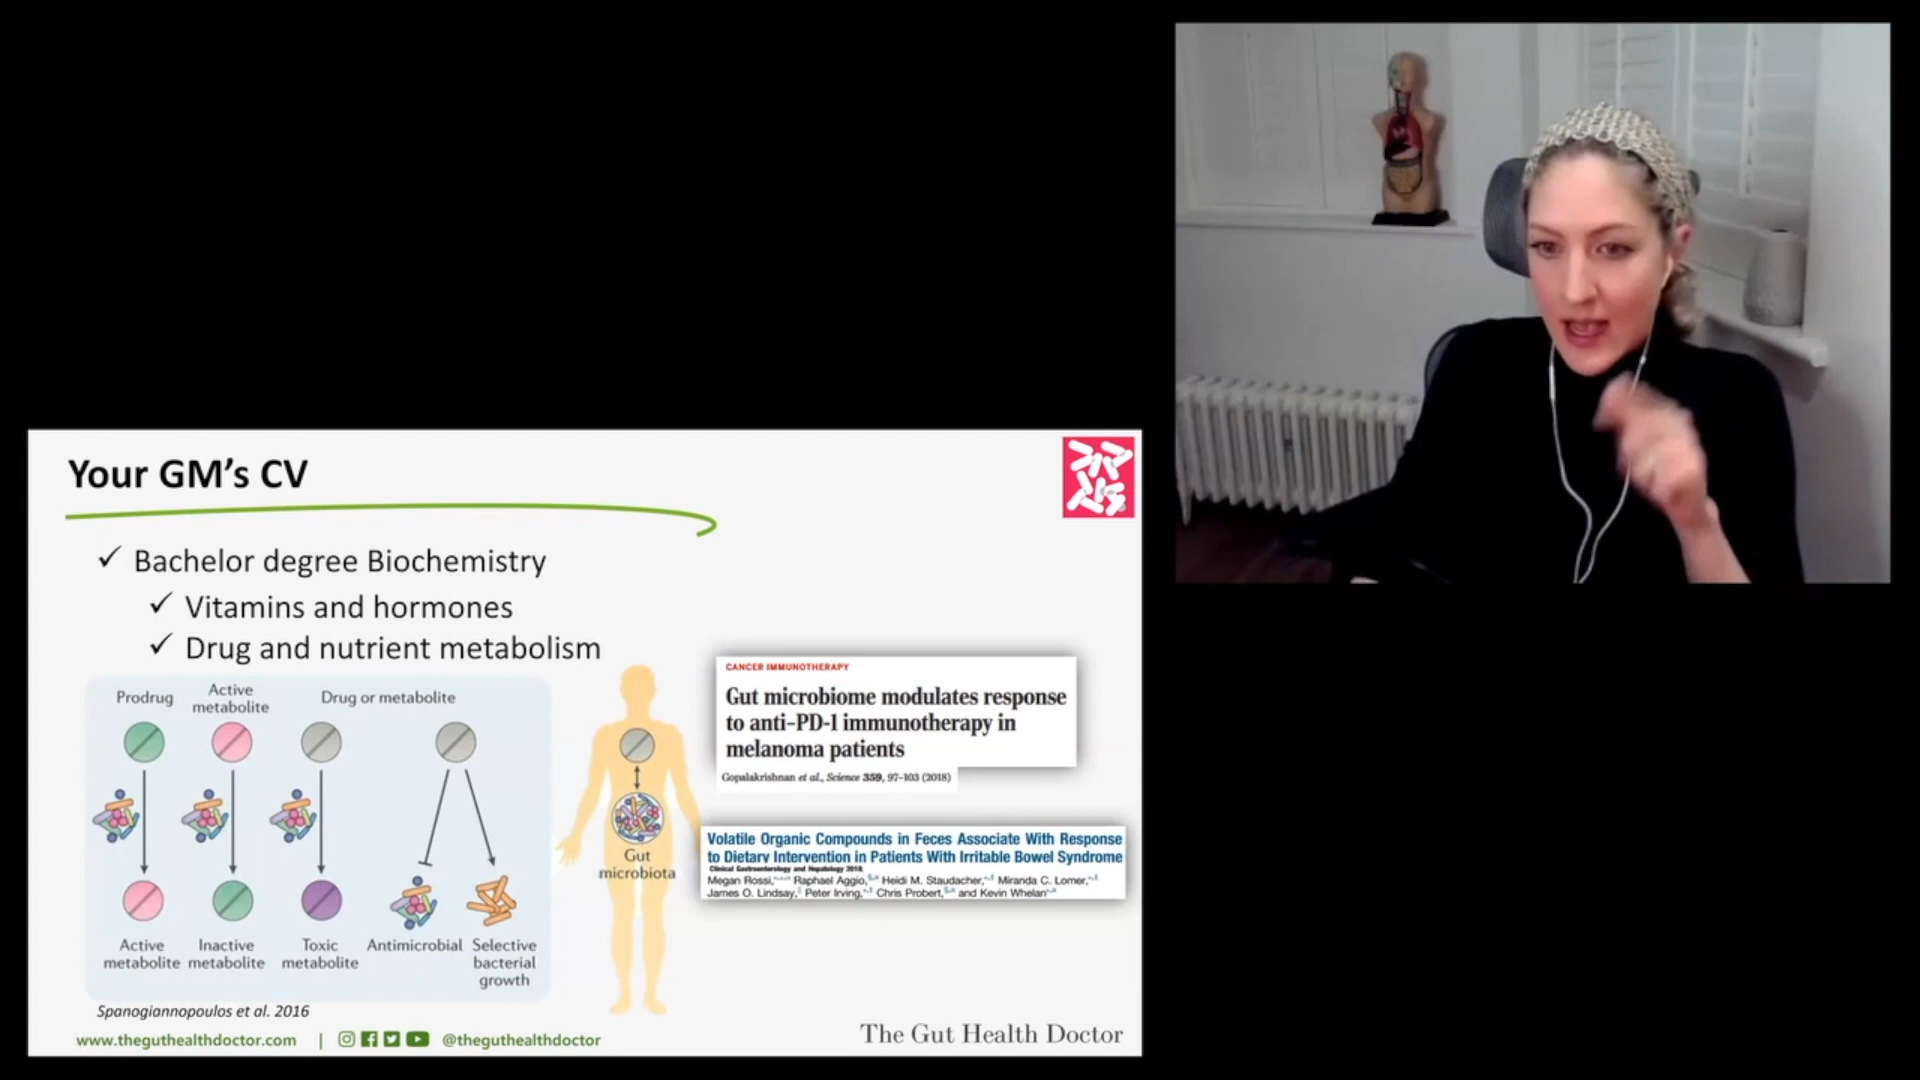 Your GM's CV
✓ Bachelor degree Biochemistry
✓ Vitamins and hormones
✓ Drug and nutrient metabolism
Prodrug
Active
metabolite
Drug or metabolite
Active
metabolite
Inactive
metabolite
Toxic
metabolite
Antimicrobial
Selective
bacterial
growth
Gut
microbiota
Spanogiannopoulos et al. 2016
CANCER IMMUNOTHERAPY
Gut microbiome modulates response
to anti–PD-1 immunotherapy in
melanoma patients
Gopalakrishnan et al., Science 359, 97–103 (2018)
Volatile Organic Compounds in Feces Associate With Response
to Dietary Intervention in Patients With Irritable Bowel Syndrome
Clinical Gastroenterology and Hepatology 2018;
Megan Rossi, Raphael Aggio, Heidi M. Staudacher, Miranda C. Lomer,
James O. Lindsay, Peter Irving, Chris Probert, and Kevin Whelan
www.theguthealthdoctor.com | @theguthealthdoctor
The Gut Health Doctor